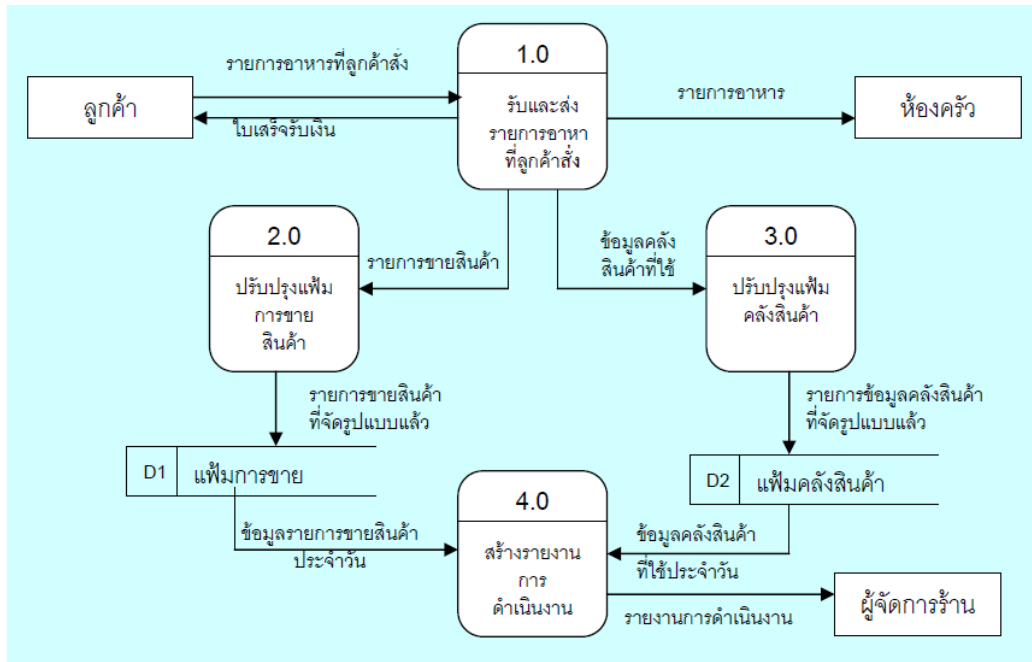 รายการอาหารที่ลูกค้าสั่ง
ลูกค้า
ใบเสร็จรับเงิน
1.0
รับและส่ง
รายการอาหา
ที่ลูกค้าสั่ง
รายการอาหาร
ห้องครัว
รายการขายสินค้า
ข้อมูลคลัง
สินค้าที่ใช้
2.0
ปรับปรุงแฟ้ม
การขาย
สินค้า
3.0
ปรับปรุงแฟ้ม
คลังสินค้า
รายการขายสินค้า
ที่จัดรูปแบบแล้ว
รายการข้อมูลคลังสินค้า
ที่จัดรูปแบบแล้ว
D1 แฟ้มการขาย
D2 แฟ้มคลังสินค้า
ข้อมูลรายการขายสินค้า
ประจำวัน
4.0
สร้างรายงาน
การ
ดำเนินงาน
ข้อมูลคลังสินค้า
ที่ใช้ประจำวัน
รายงานการดำเนินงาน
ผู้จัดการร้าน